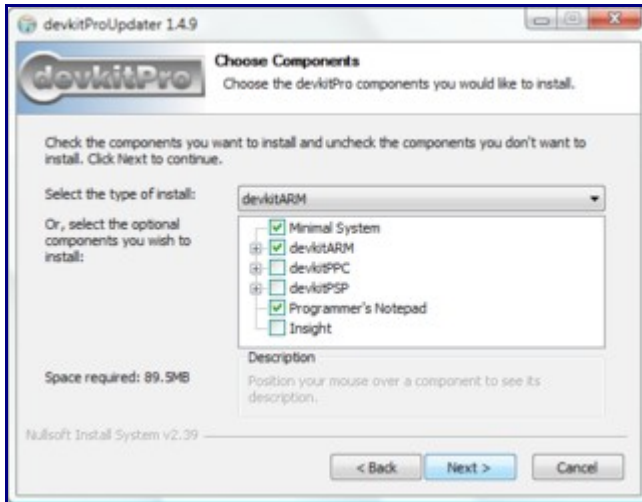 devkitProUpdater 1.4.9
devkitPro
Choose Components
Choose the devkitPro components you would like to install.
Check the components you want to install and uncheck the components you don't want to
install. Click Next to continue.
Select the type of install:
devkitARM
Or, select the optional
components you wish to
install:
Minimal System
devkitARM
devkitPPC
devkitPSP
Programmer's Notepad
Insight
Space required: 89.5MB
Description
Position your mouse over a component to see its
description.
Nullsoft Install System v2.39
< Back
Next >
Cancel